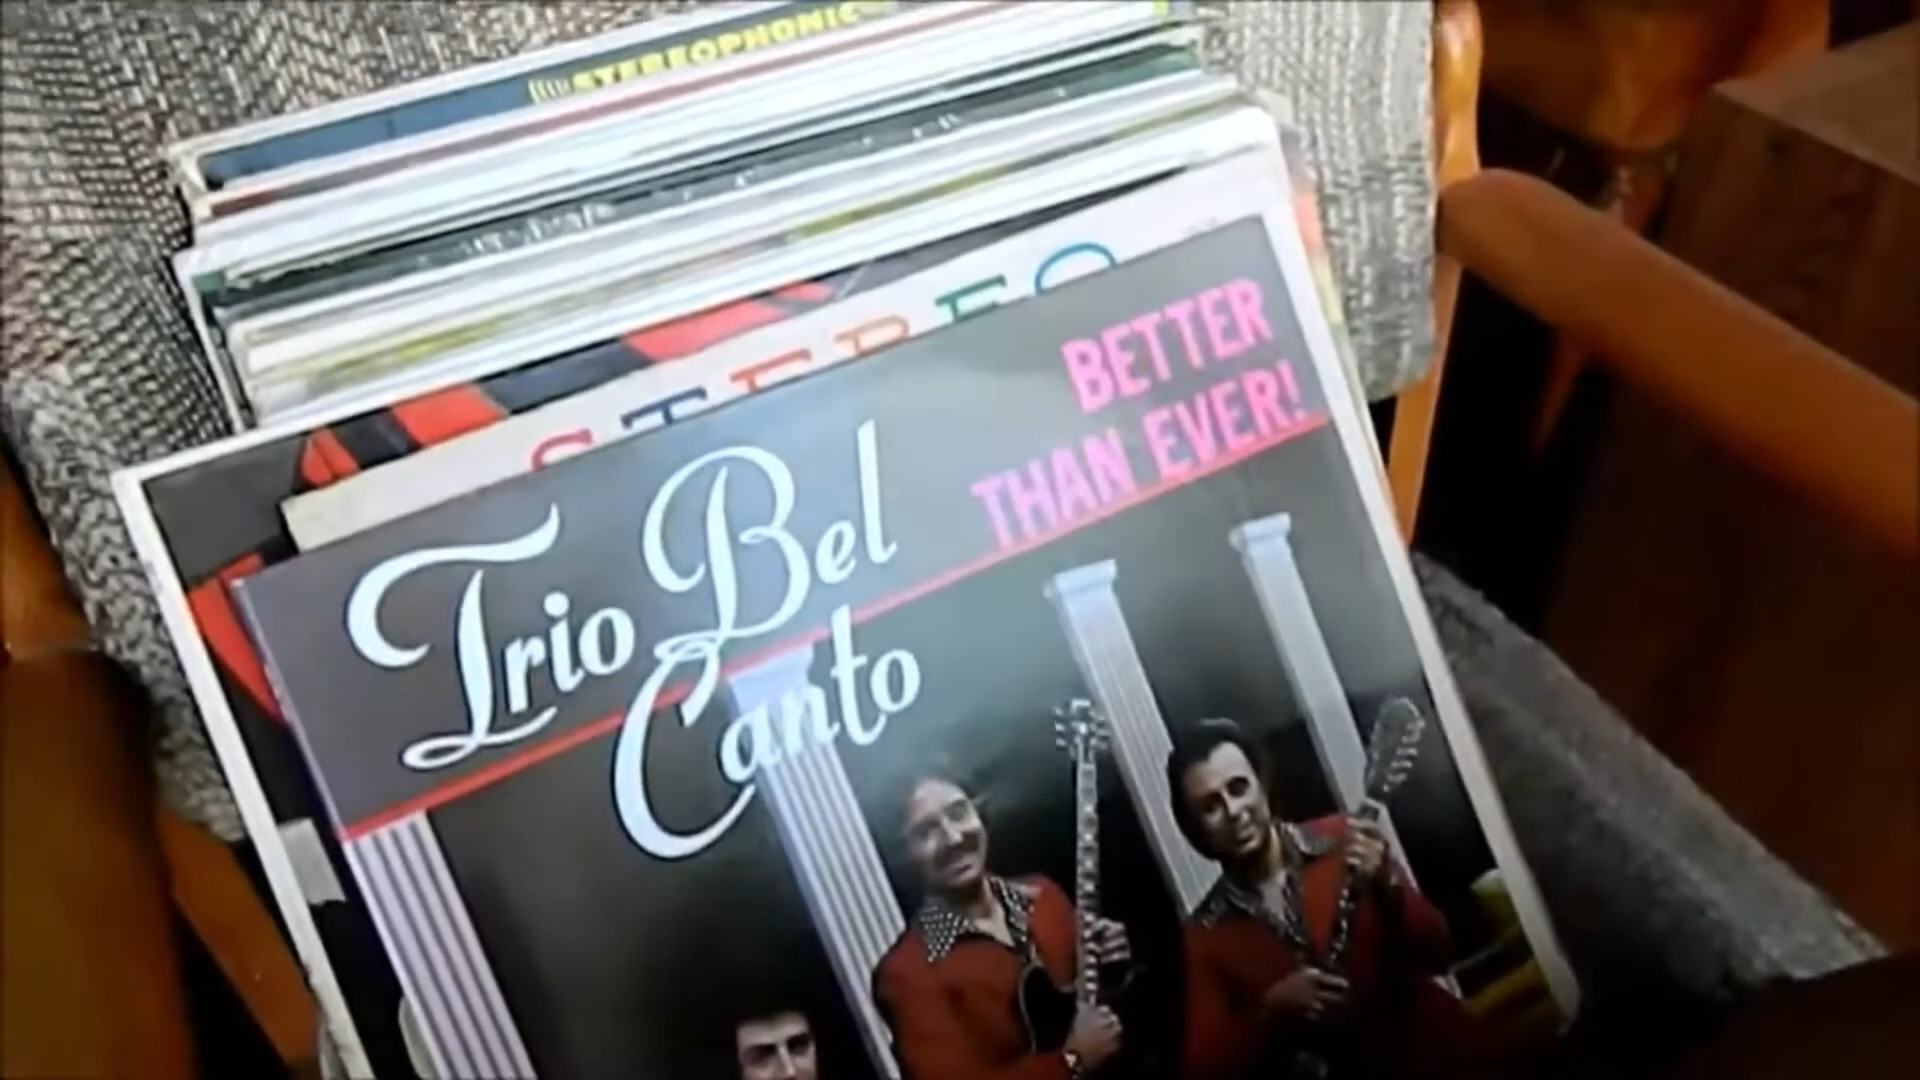 STEREOPHONIC
STEREO
BETTER
THAN EVER!
Trio Bel
Canto